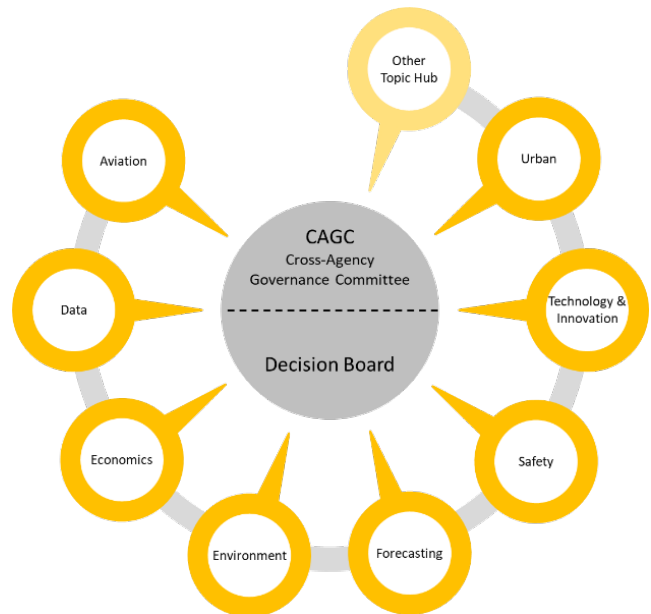 Other
Topic Hub
Aviation
Urban
CAGC
Cross-Agency
Governance Committee
Data
Technology &
Innovation
Decision Board
Economics
Safety
Environment
Forecasting